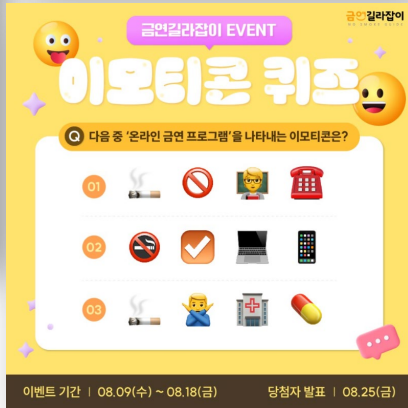 금연길라잡이
NO SMOKE GUIDE
금연길라잡이 EVENT
이모티콘 퀴즈
Q 다음 중 '온라인 금연 프로그램'을 나타내는 이모티콘은?
01
02
03
이벤트 기간 | 08.09(수) ~ 08.18(금) 당첨자 발표 | 08.25(금)